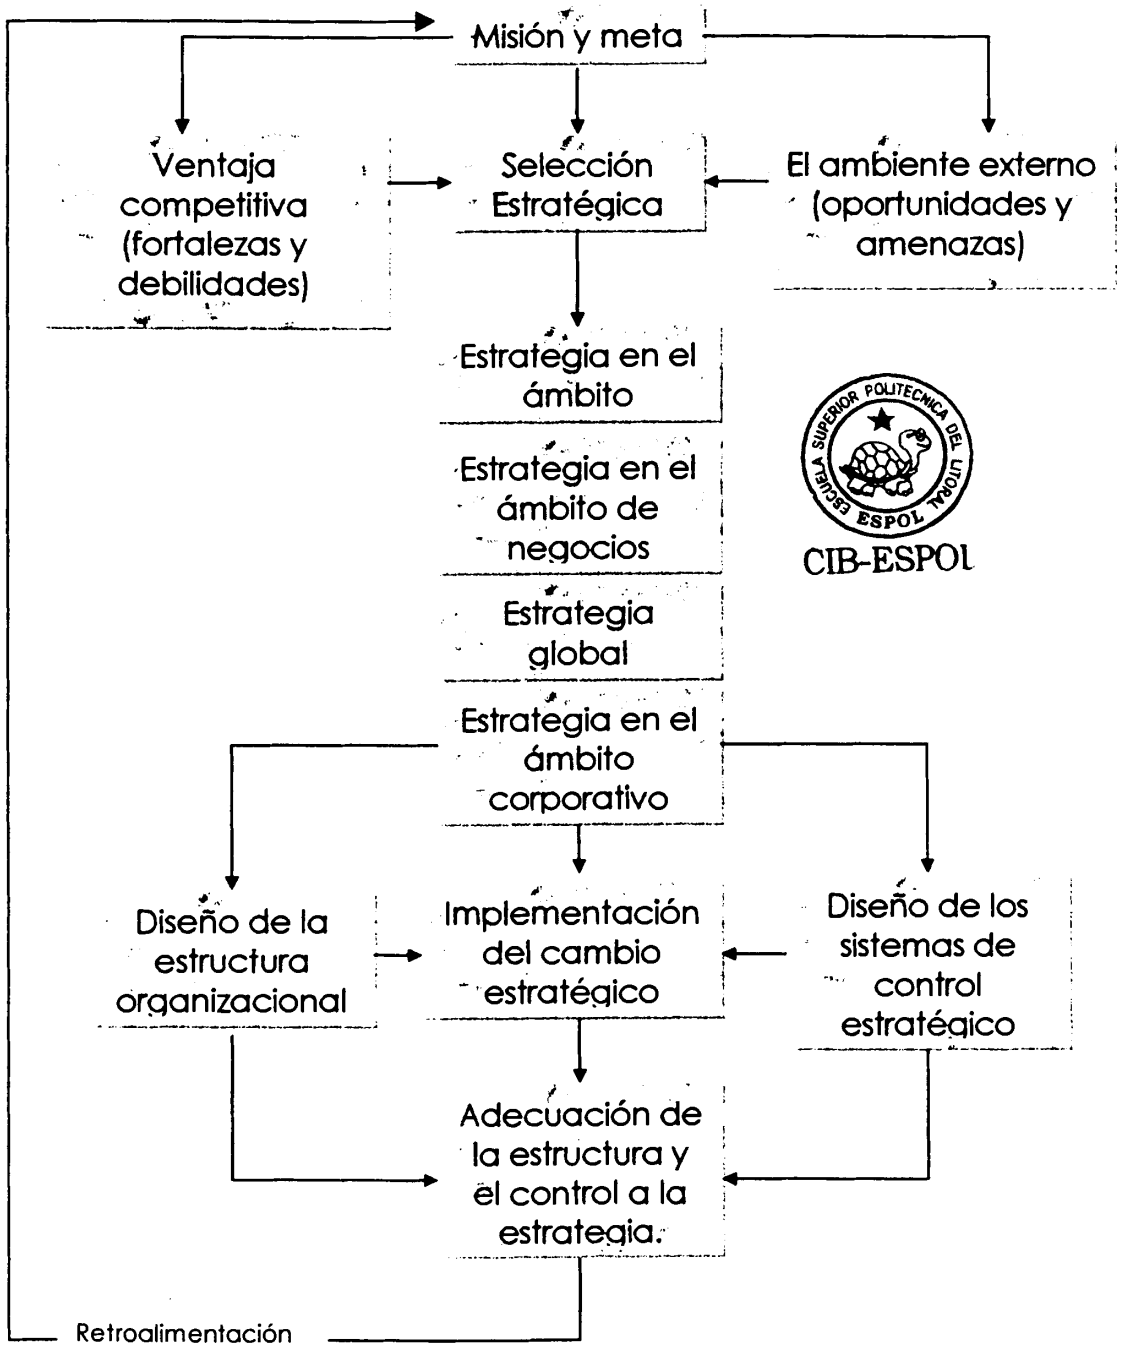 Misión y meta
Ventaja
competitiva
(fortalezas y
debilidades)
Selección
Estratégica
El ambiente externo
(oportunidades y
amenazas)
Estrategia en el
ámbito
Estrategia en el
ámbito de
negocios
Estrategia
global
Estrategia en el
ámbito
corporativo
ESCUELA SUPERIOR POLITECNICA DEL LITORAL
ESPOL
CIB-ESPOL
Diseño de la
estructura
organizacional
Implementación
del cambio
estratégico
Diseño de los
sistemas de
control
estratégico
Adecuación de
la estructura y
el control a la
estrategia.
Retroalimentación